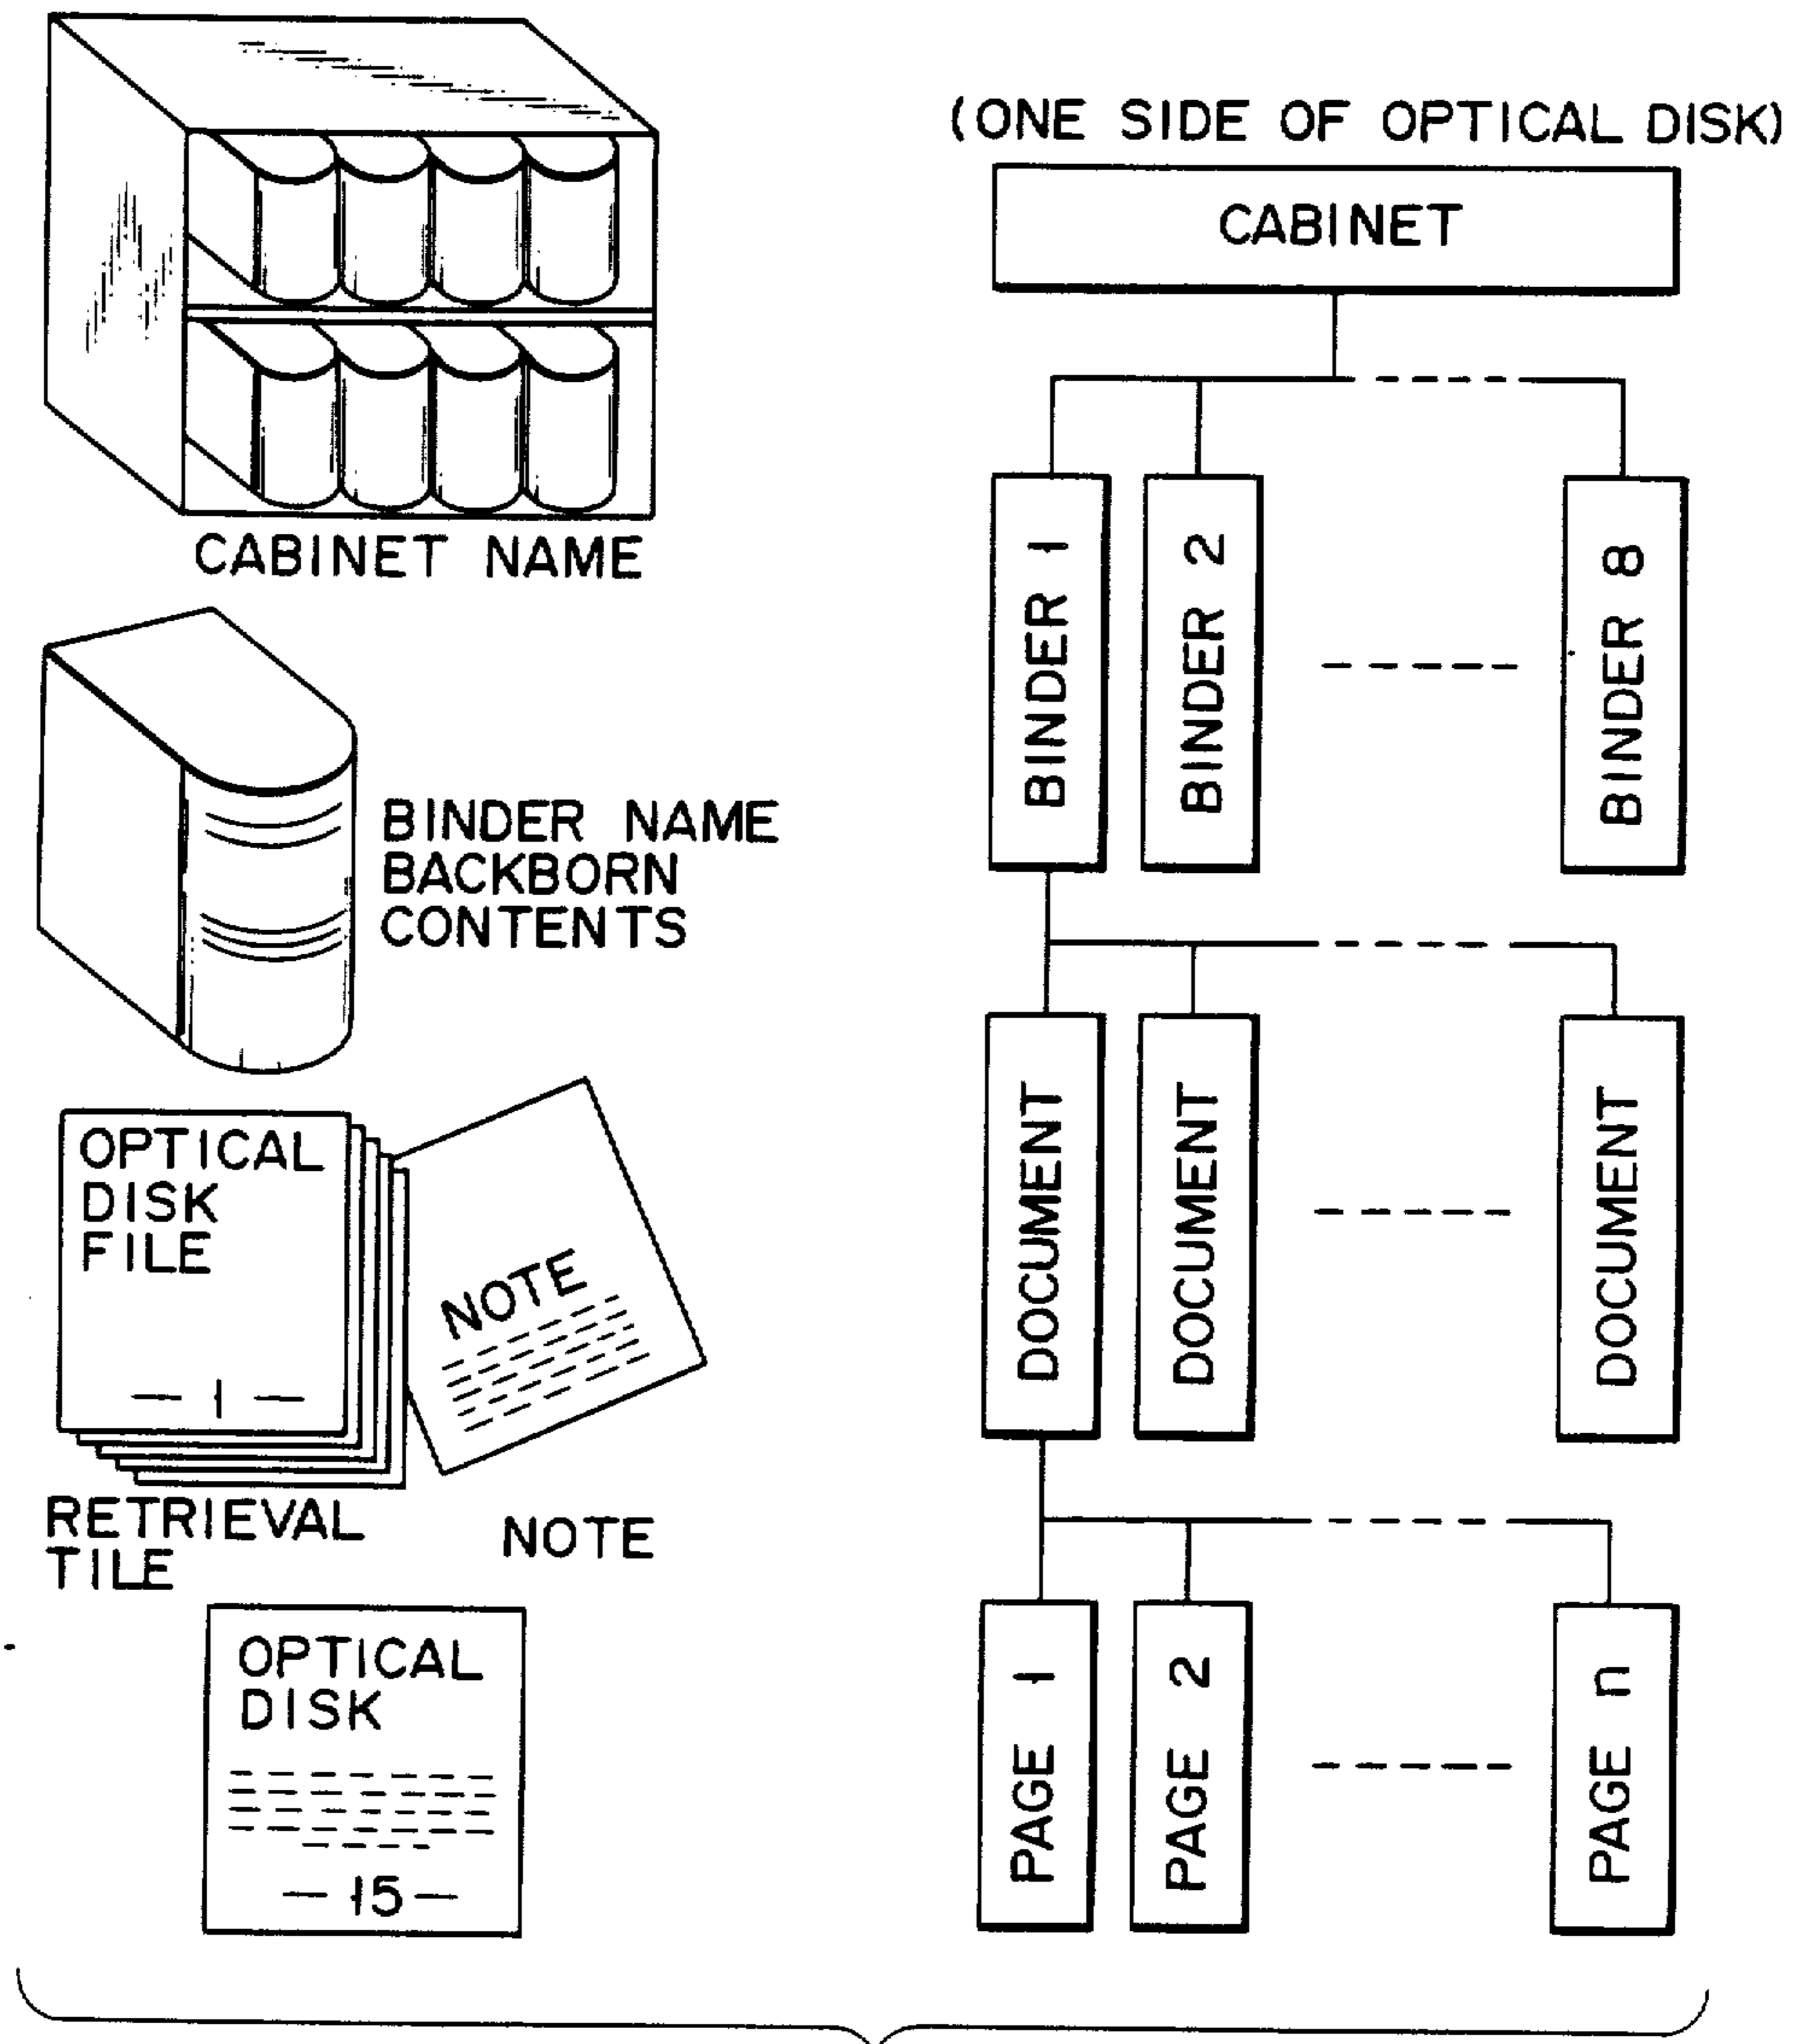 (ONE SIDE OF OPTICAL DISK)
CABINET
CABINET NAME
BINDER 1
BINDER 2
BINDER 8
BINDER NAME
BACKBORN
CONTENTS
DOCUMENT
DOCUMENT
DOCUMENT
OPTICAL
DISK
FILE
— 1 —
NOTE
RETRIEVAL
TILE
NOTE
OPTICAL
DISK
— 15 —
PAGE 1
PAGE 2
PAGE n